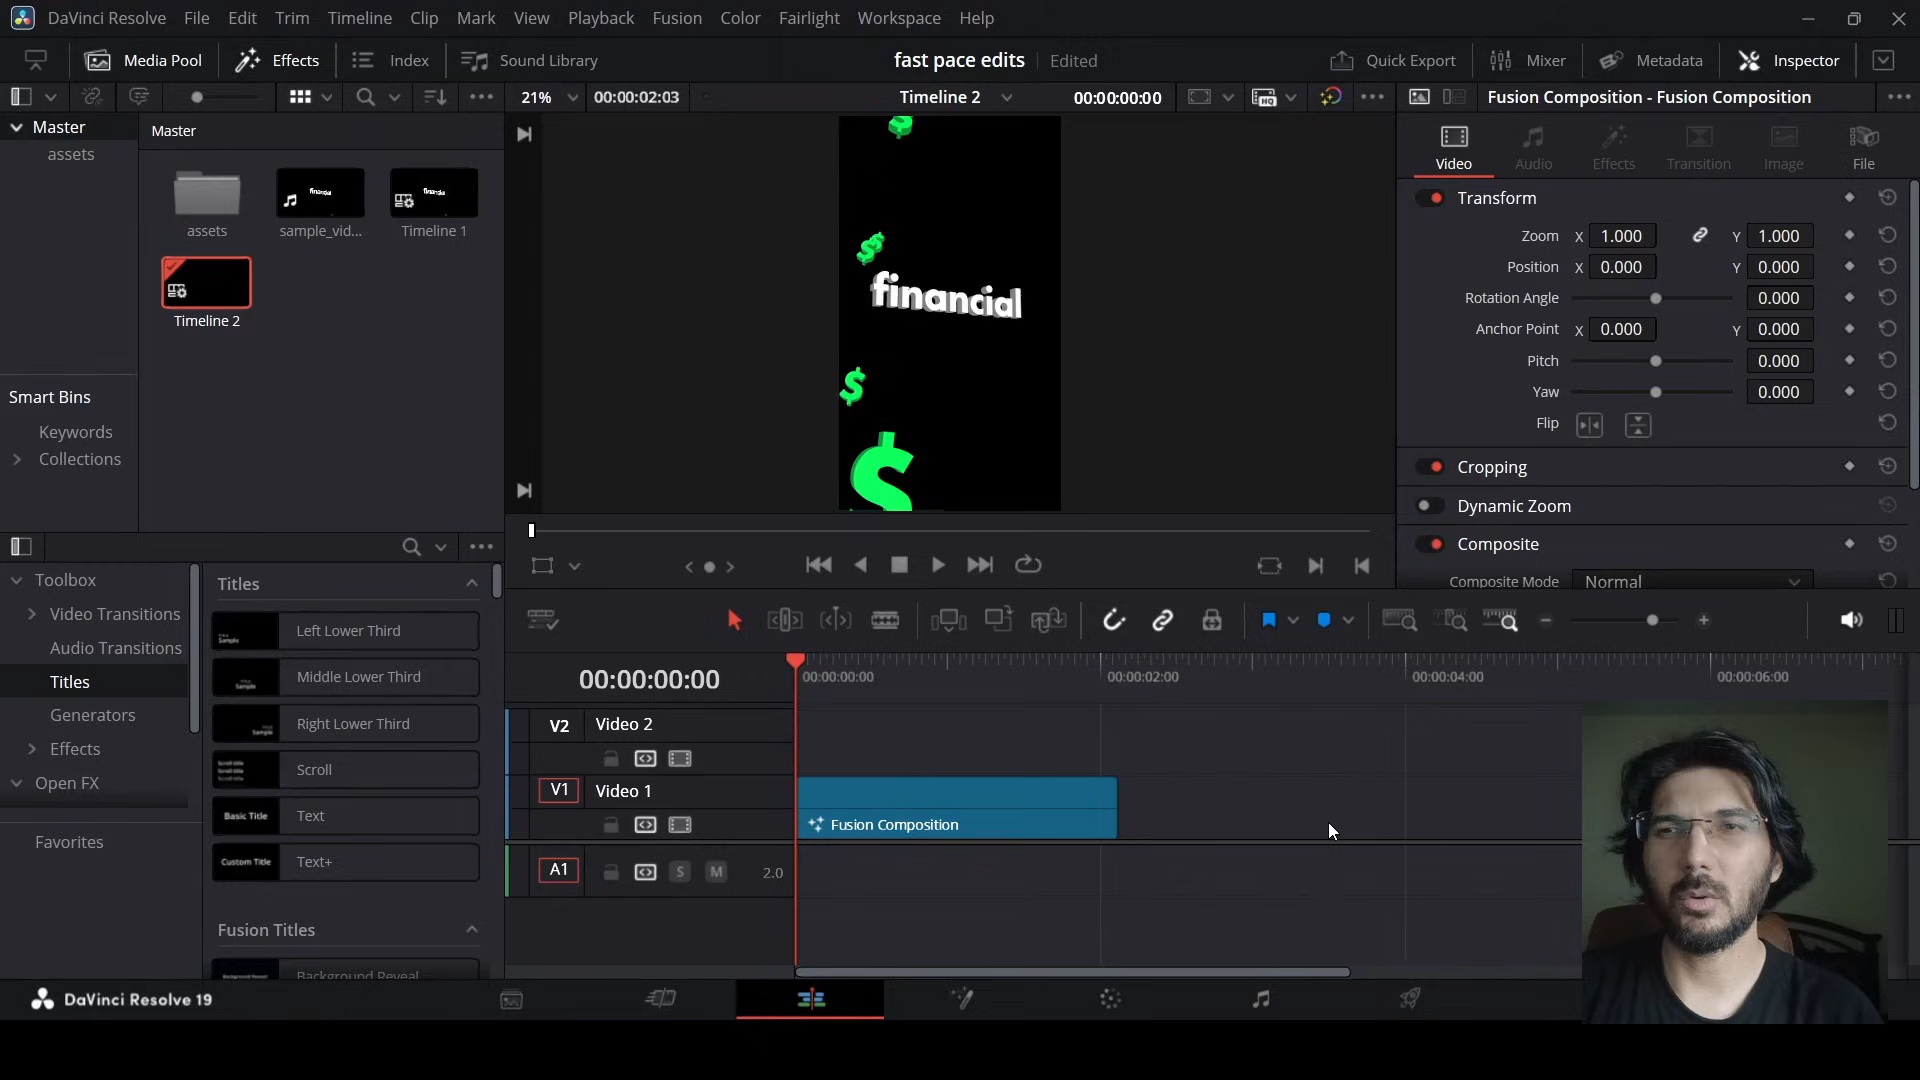 DaVinci Resolve File Edit Trim Timeline Clip Mark View Playback Fusion Color Fairlight Workspace Help
Media Pool Effects Index Sound Library fast pace edits Edited Quick Export Mixer Metadata Inspector
21% 00:00:02:03 Timeline 2 00:00:00:00 Fusion Composition - Fusion Composition
Master
assets
Master
assets
sample_vid...
Timeline 1
Timeline 2
Smart Bins
Keywords
Collections
$
$
financial
$
$
Video Audio Effects Transition Image File
Transform
Zoom X 1.000 Y 1.000
Position X 0.000 Y 0.000
Rotation Angle 0.000
Anchor Point X 0.000 Y 0.000
Pitch 0.000
Yaw 0.000
Flip
Cropping
Dynamic Zoom
Composite
Composite Mode Normal
Toolbox
Video Transitions
Audio Transitions
Titles
Generators
Effects
Open FX
Favorites
Titles
Left Lower Third
Middle Lower Third
Right Lower Third
Scroll
Basic Title Text
Custom Title Text+
Fusion Titles
Background Reveal
00:00:00:00
00:00:00:00 00:00:02:00 00:00:04:00 00:00:06:00
V2 Video 2
V1 Video 1
Fusion Composition
A1 S M 2.0
DaVinci Resolve 19